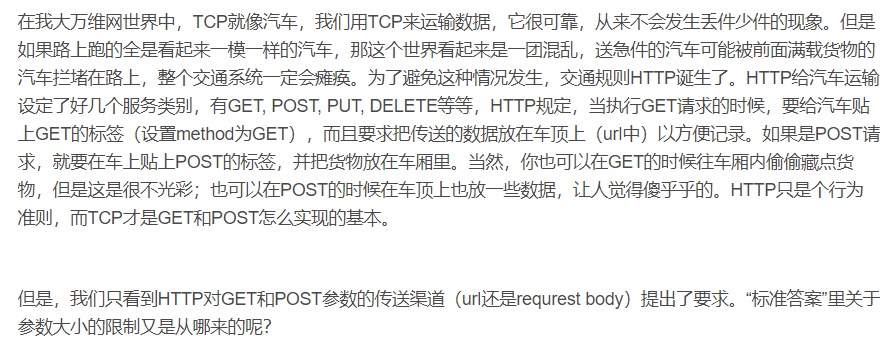 在我大万维网世界中，TCP就像汽车，我们用TCP来运输数据，它很可靠，从来不会发生丢件少件的现象。但是
如果路上跑的全是看起来一模一样的汽车，那这个世界看起来是一团混乱，送急件的汽车可能被前面满载货物的
汽车拦堵在路上，整个交通系统一定会瘫痪。为了避免这种情况发生，交通规则HTTP诞生了。HTTP给汽车运输
设定了好几个服务类别，有GET, POST, PUT, DELETE等等，HTTP规定，当执行GET请求的时候，要给汽车贴
上GET的标签（设置method为GET），而且要求把传送的数据放在车顶上（url中）以方便记录。如果是POST请
求，就要在车上贴上POST的标签，并把货物放在车厢里。当然，你也可以在GET的时候往车厢内偷偷藏点货
物，但是这是很不光彩；也可以在POST的时候在车顶上也放一些数据，让人觉得傻乎乎的。HTTP只是个行为
准则，而TCP才是GET和POST怎么实现的基本。
但是，我们只看到HTTP对GET和POST参数的传送渠道（url还是requrest body）提出了要求。“标准答案”里关于
参数大小的限制又是从哪来的呢？